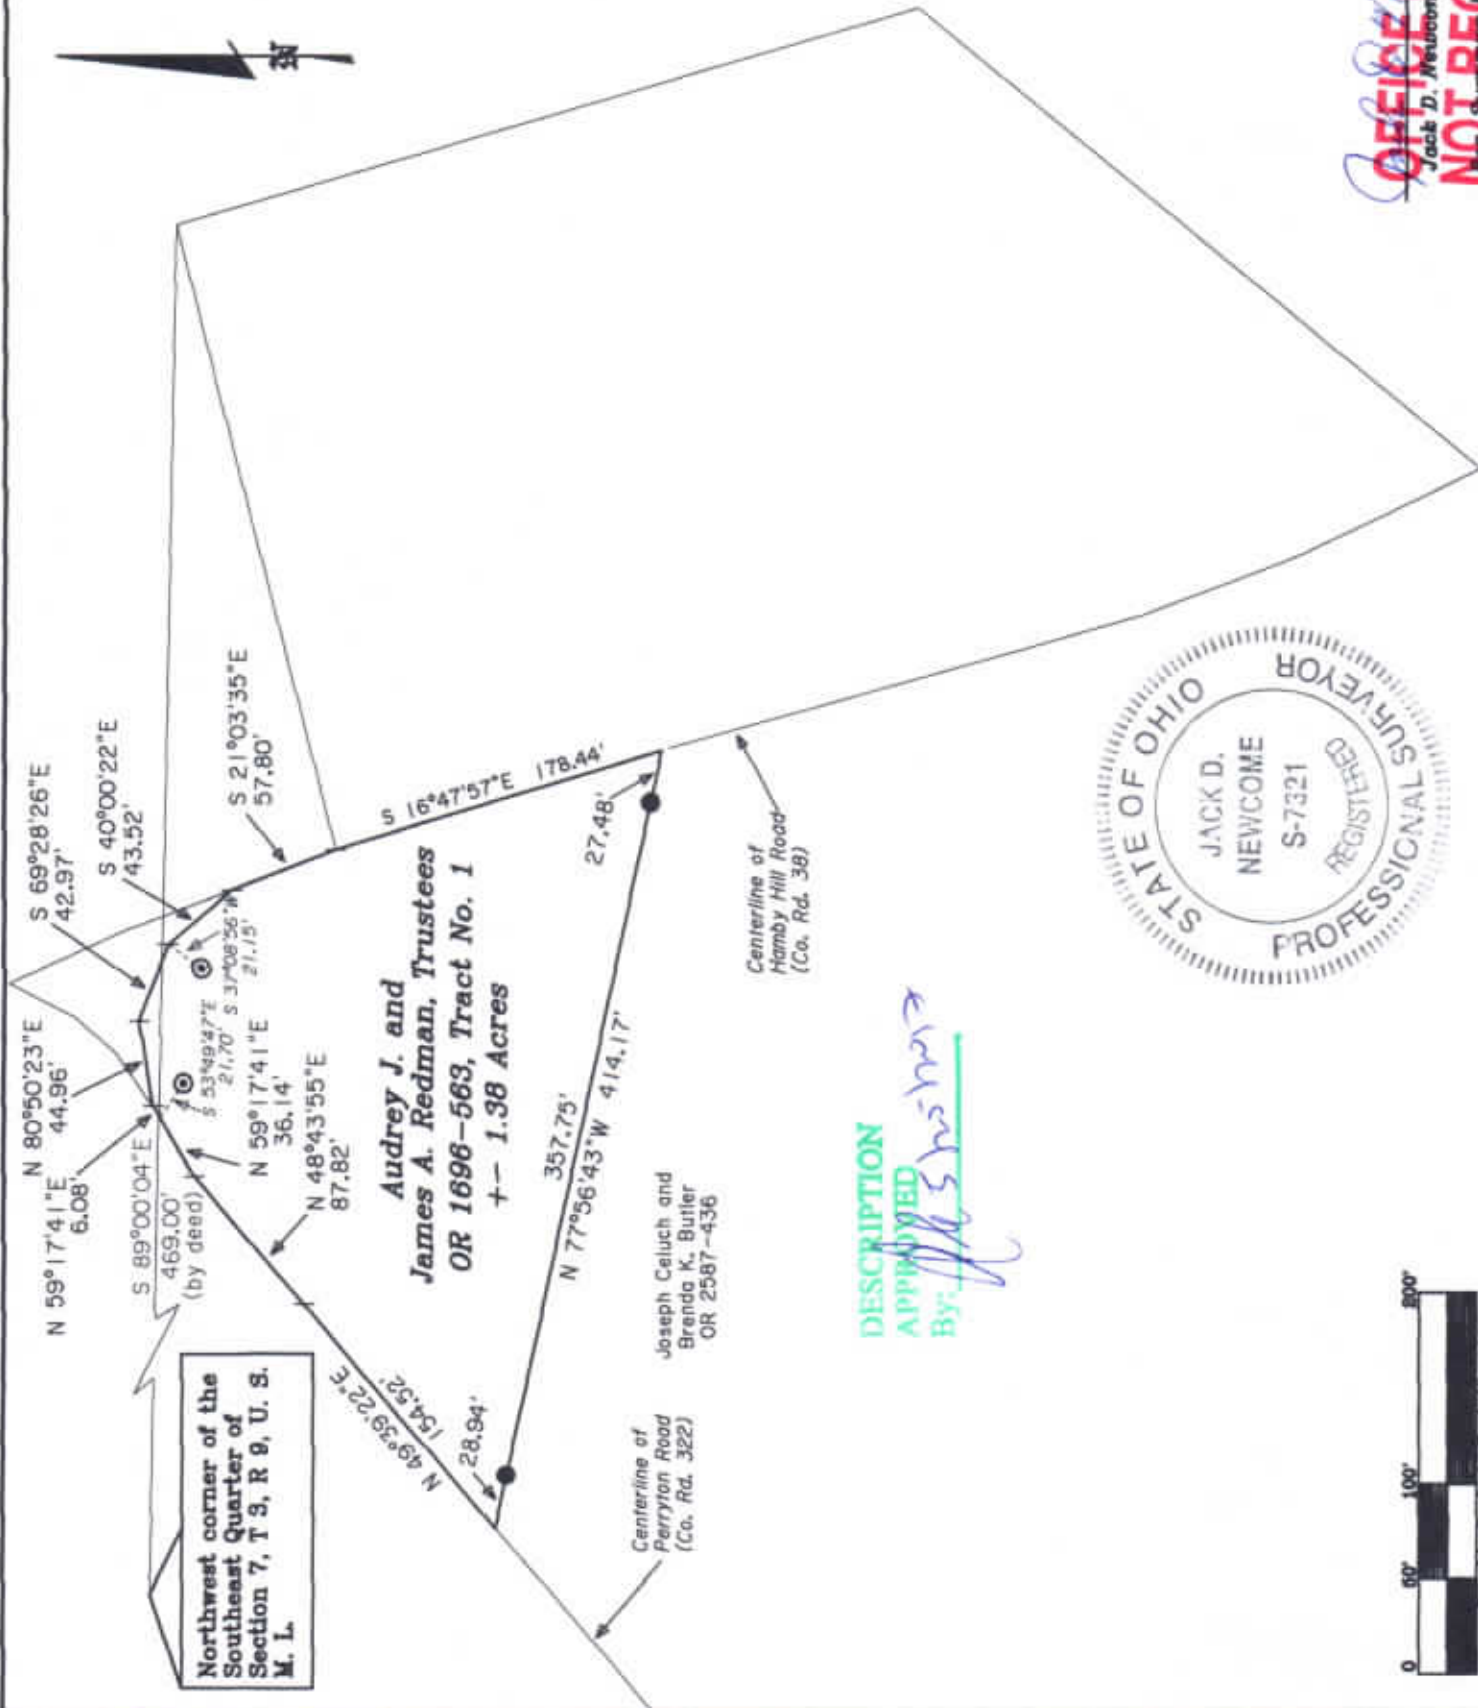 N
S 69°28'26"E
42.97'
S 40°00'22"E
43.52'
S 21°03'35"E
57.80'
N 80°50'23"E
44.96'
N 59°17'41"E
6.08'
S 89°00'04"E
469.00'
(by deed)
S 53°49'47"E
21.70'
S 37°08'56"
21.15'
N 59°17'41"E
36.14'
N 48°43'55"E
87.82'
S 16°47'57"E 178.44'
27.48'
Northwest corner of the
Southeast Quarter of
Section 7, T 3, R 9, U. S.
M. L.
Audrey J. and
James A. Redman, Trustees
OR 1696-563, Tract No. 1
+- 1.38 Acres
N 49°39'22"E
154.52'
28.94'
357.75'
N 77°56'43"W 414.17'
Centerline of
Hamby Hill Road
(Co. Rd. 38)
Joseph Celuch and
Brenda K. Butler
OR 2587-436
Centerline of
Perryton Road
(Co. Rd. 322)
DESCRIPTION
APPROVED
By:
STATE OF OHIO
JACK D.
NEWCOME
S-7321
REGISTERED
PROFESSIONAL SURVEYOR
OFFICE
Jack D.
NOT
0 50' 100' 200'